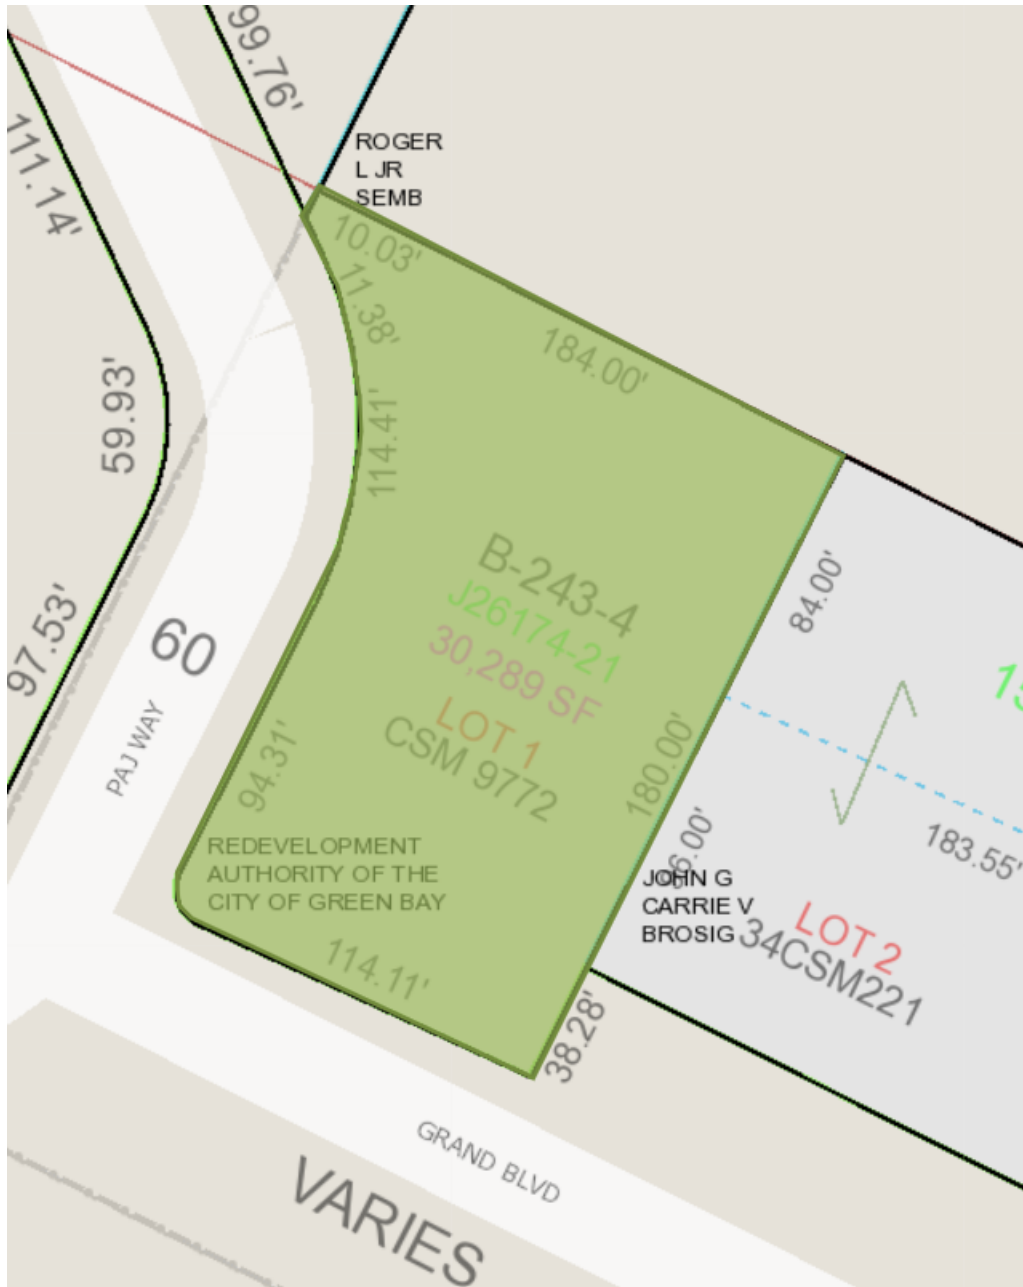 99.76'
111.14'
ROGER
L JR
SEMB
10.03'
11.38'
184.00'
59.93'
114.41'
B-243-4
J26174-21
30,289 SF
LOT 1
CSM 9772
84.00'
97.53'
60
PAJ WAY
94.31'
180.00'
REDEVELOPMENT
AUTHORITY OF THE
CITY OF GREEN BAY
183.55'
JOHN G
CARRIE V
BROSIG
LOT 2
34CSM221
114.11'
38.28'
GRAND BLVD
VARIES